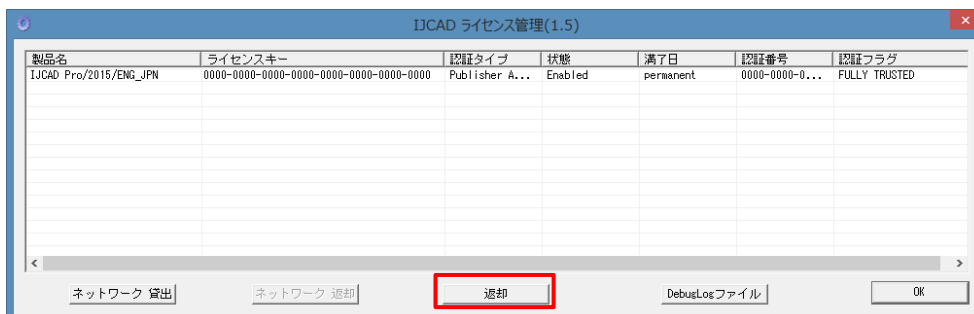 IJCAD ライセンス管理(1.5)
製品名 ライセンスキー 認証タイプ 状態 満了日 認証番号 認証フラグ
IJCAD Pro/2015/ENG_JPN 0000-0000-0000-0000-0000-0000-0000-0000 Publisher A... Enabled permanent 0000-0000-0... FULLY TRUSTED
ネットワーク 貸出 ネットワーク 返却 返却 DebugLogファイル OK